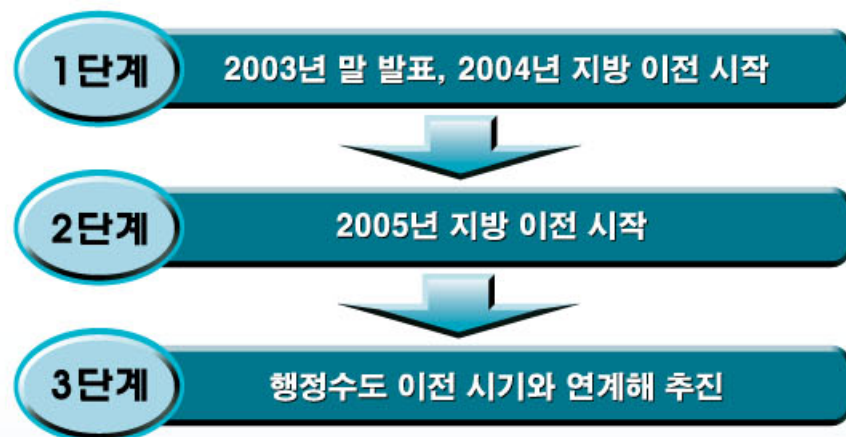 1단계
2003년 말 발표, 2004년 지방 이전 시작
2단계
2005년 지방 이전 시작
3단계
행정수도 이전 시기와 연계해 추진